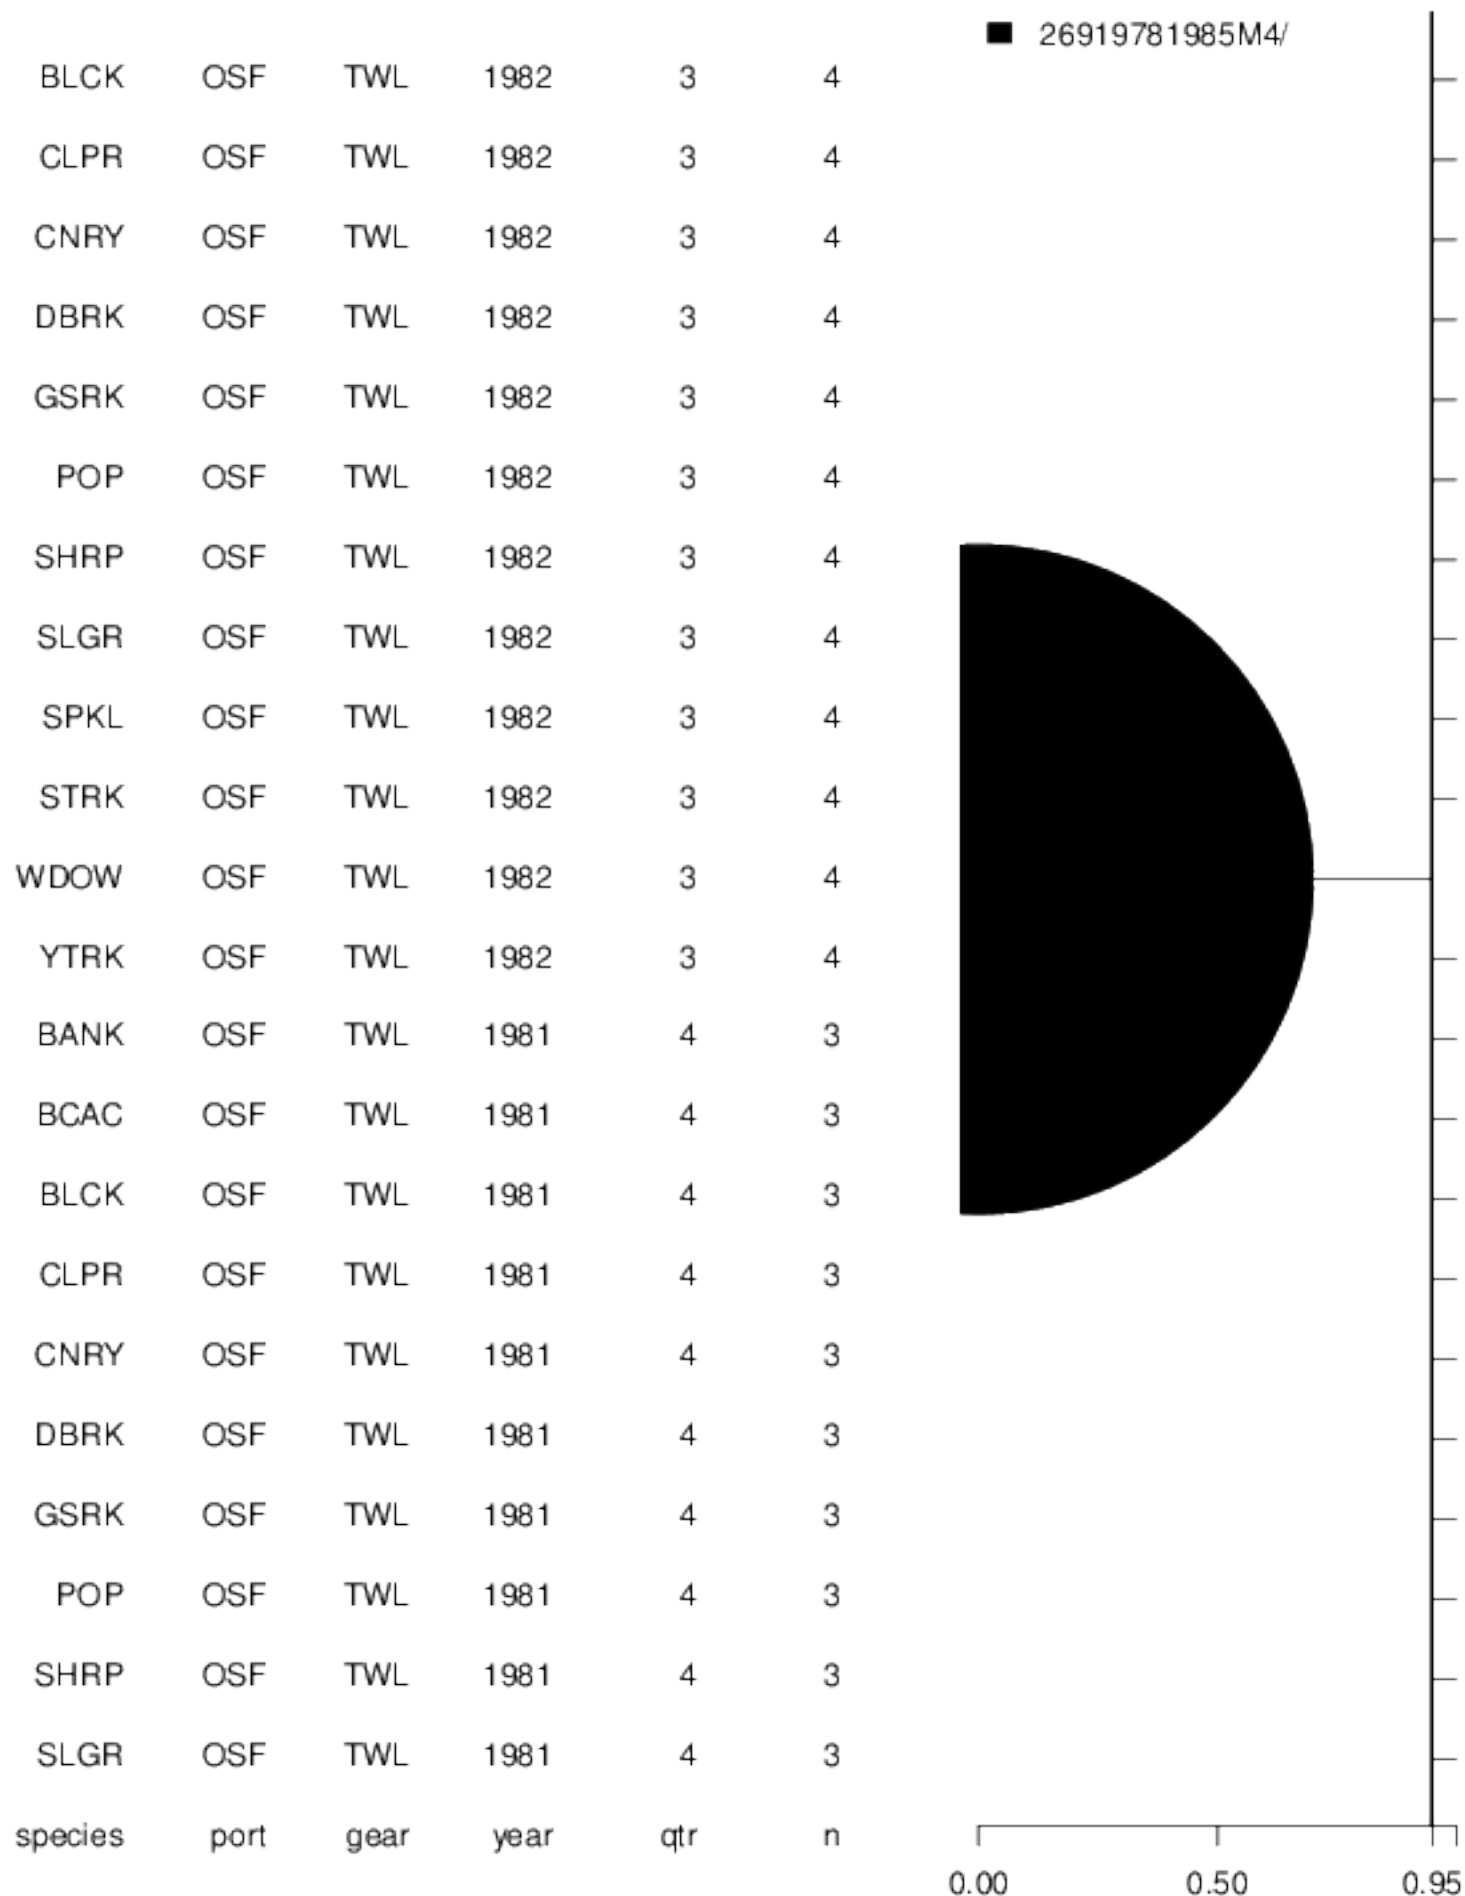 26919781985M4/
BLCK OSF TWL 1982 3 4
CLPR OSF TWL 1982 3 4
CNRY OSF TWL 1982 3 4
DBRK OSF TWL 1982 3 4
GSRK OSF TWL 1982 3 4
POP OSF TWL 1982 3 4
SHRP OSF TWL 1982 3 4
SLGR OSF TWL 1982 3 4
SPKL OSF TWL 1982 3 4
STRK OSF TWL 1982 3 4
WDOW OSF TWL 1982 3 4
YTRK OSF TWL 1982 3 4
BANK OSF TWL 1981 4 3
BCAC OSF TWL 1981 4 3
BLCK OSF TWL 1981 4 3
CLPR OSF TWL 1981 4 3
CNRY OSF TWL 1981 4 3
DBRK OSF TWL 1981 4 3
GSRK OSF TWL 1981 4 3
POP OSF TWL 1981 4 3
SHRP OSF TWL 1981 4 3
SLGR OSF TWL 1981 4 3
species port gear year qtr n
0.00 0.50 0.95